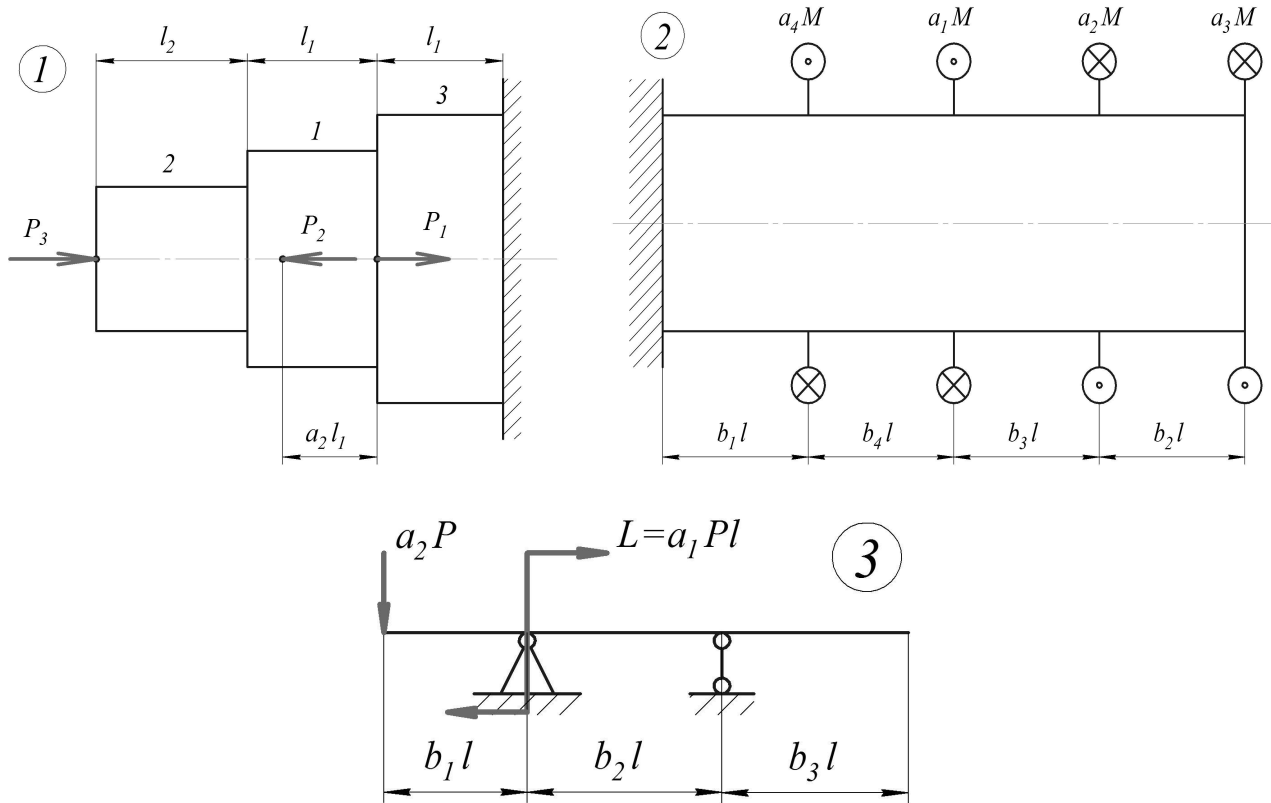 1
l₂ l₁ l₁
3
1
2
P₃ P₂ P₁
a₂l₁
2
a₄M a₁M a₂M a₃M
b₁l b₄l b₃l b₂l
3
a₂P L=a₁Pl
b₁l b₂l b₃l